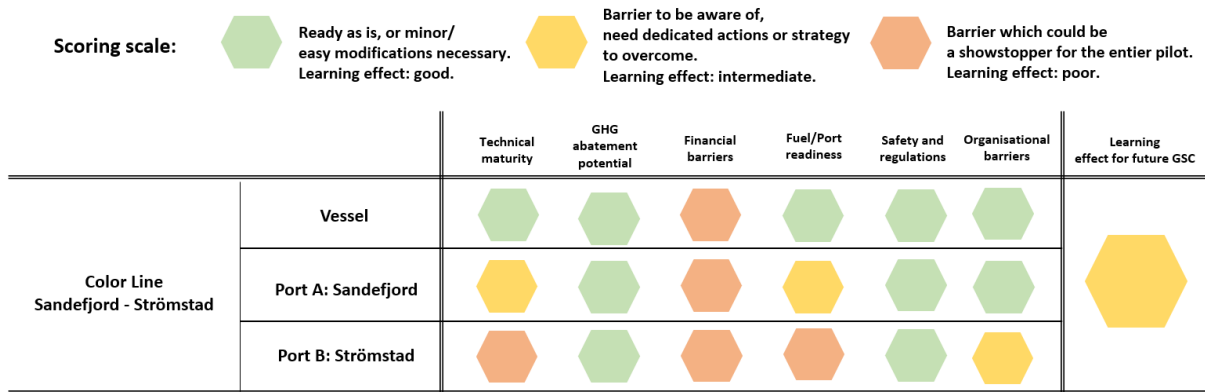 Scoring scale:
Ready as is, or minor/
easy modifications necessary.
Learning effect: good.
Barrier to be aware of,
need dedicated actions or strategy
to overcome.
Learning effect: intermediate.
Barrier which could be
a showstopper for the entier pilot.
Learning effect: poor.
Technical
maturity
GHG
abatement
potential
Financial
barriers
Fuel/Port
readiness
Safety and
regulations
Organisational
barriers
Learning
effect for future GSC
Color Line
Sandefjord - Strömstad
Vessel
Port A: Sandefjord
Port B: Strömstad